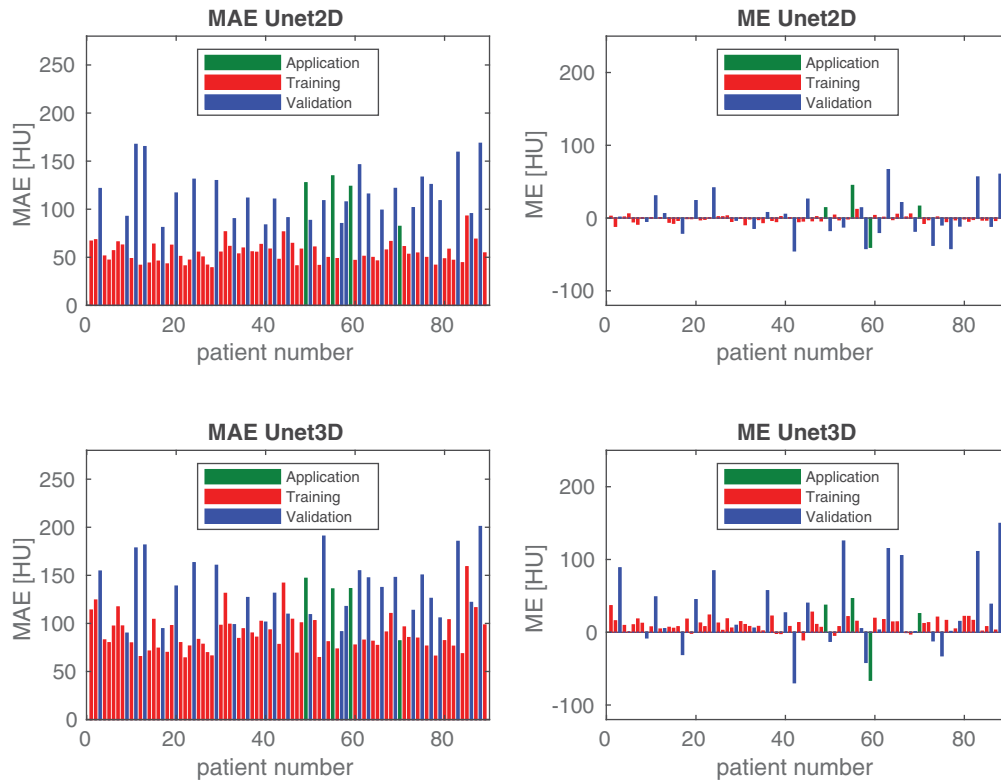 MAE Unet2D
MAE [HU]
250
200
150
100
50
0
Application
Training
Validation
0 20 40 60 80
patient number
ME Unet2D
ME [HU]
200
100
0
-100
Application
Training
Validation
0 20 40 60 80
patient number
MAE Unet3D
MAE [HU]
250
200
150
100
50
0
Application
Training
Validation
0 20 40 60 80
patient number
ME Unet3D
ME [HU]
200
100
0
-100
Application
Training
Validation
0 20 40 60 80
patient number